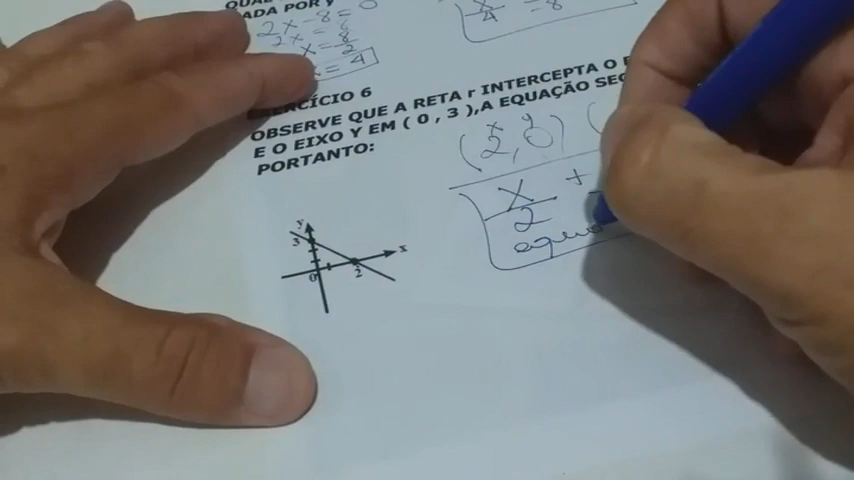 ADA POR y
2x - 8 = 0
2x = 8
x = 8/2
x = 4
x/4 = -8
EXERCÍCIO 6
OBSERVE QUE A RETA r INTERCEPTA O
E O EIXO Y EM ( 0 , 3 ),A EQUAÇÃO
PORTANTO:
x y
(2, 0) (
x/2 +
y
3
0
2
x